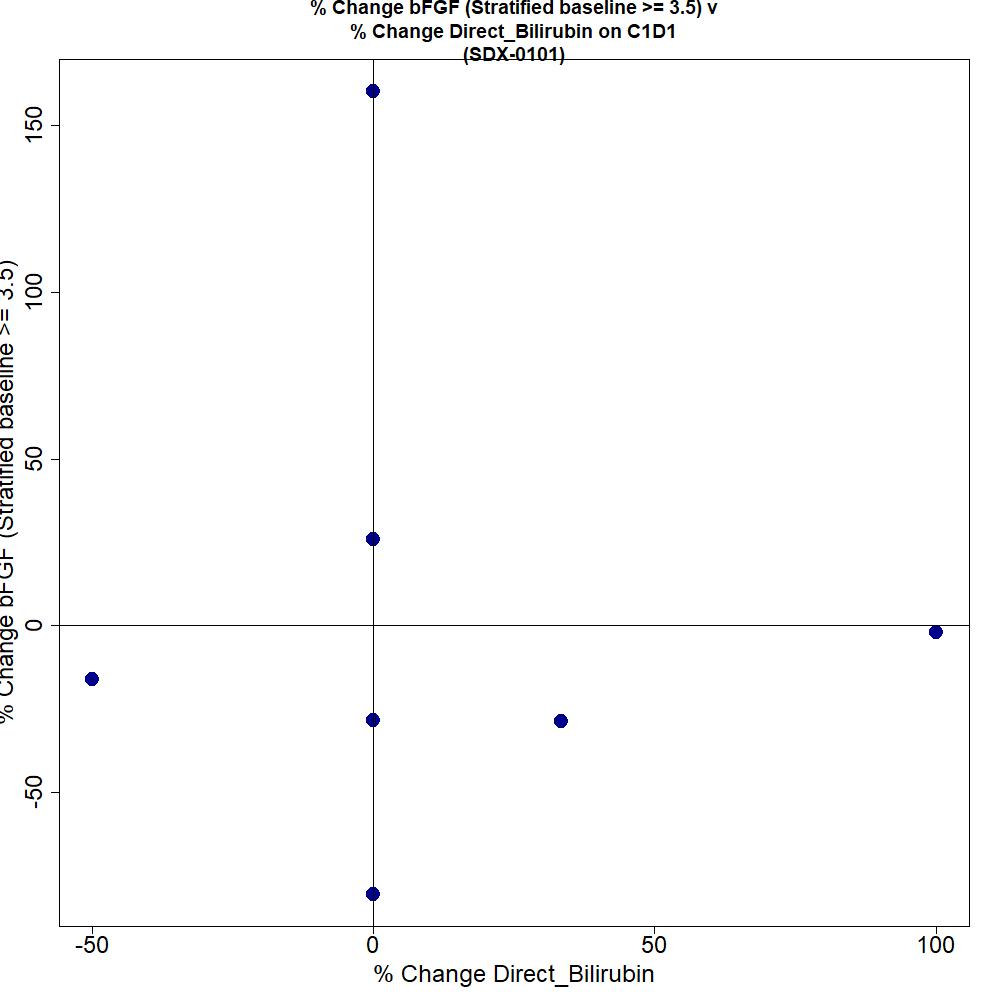 % Change bFGF (Stratified baseline >= 3.5) v
% Change Direct_Bilirubin on C1D1
(SDX-0101)
% Change bFGF (Stratified baseline >= 3.5)
150
100
50
0
-50
-50 0 50 100
% Change Direct_Bilirubin